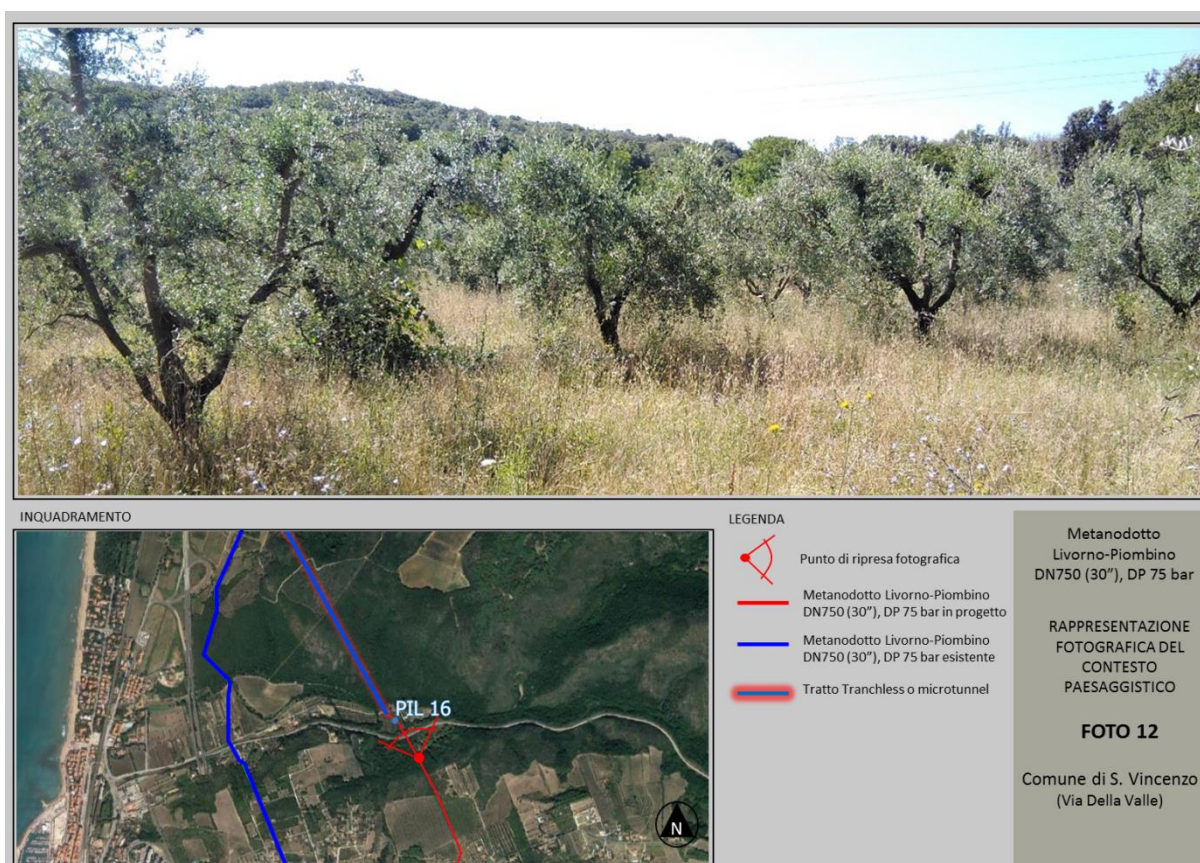 INQUADRAMENTO
PIL 16
N
LEGENDA
Punto di ripresa fotografica
Metanodotto Livorno-Piombino
DN750 (30”), DP 75 bar in progetto
Metanodotto Livorno-Piombino
DN750 (30”), DP 75 bar esistente
Tratto Tranchless o microtunnel
Metanodotto
Livorno-Piombino
DN750 (30”), DP 75 bar
RAPPRESENTAZIONE
FOTOGRAFICA DEL
CONTESTO
PAESAGGISTICO
FOTO 12
Comune di S. Vincenzo
(Via Della Valle)